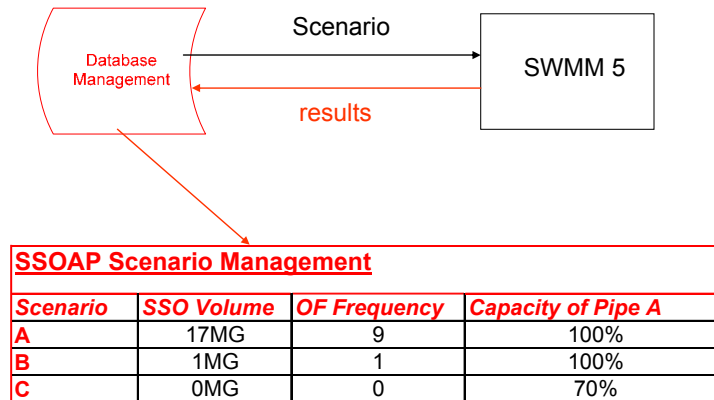 Scenario
Database
Management
SWMM 5
results
SSOAP Scenario Management
Scenario SSO Volume OF Frequency Capacity of Pipe A
A 17MG 9 100%
B 1MG 1 100%
C 0MG 0 70%